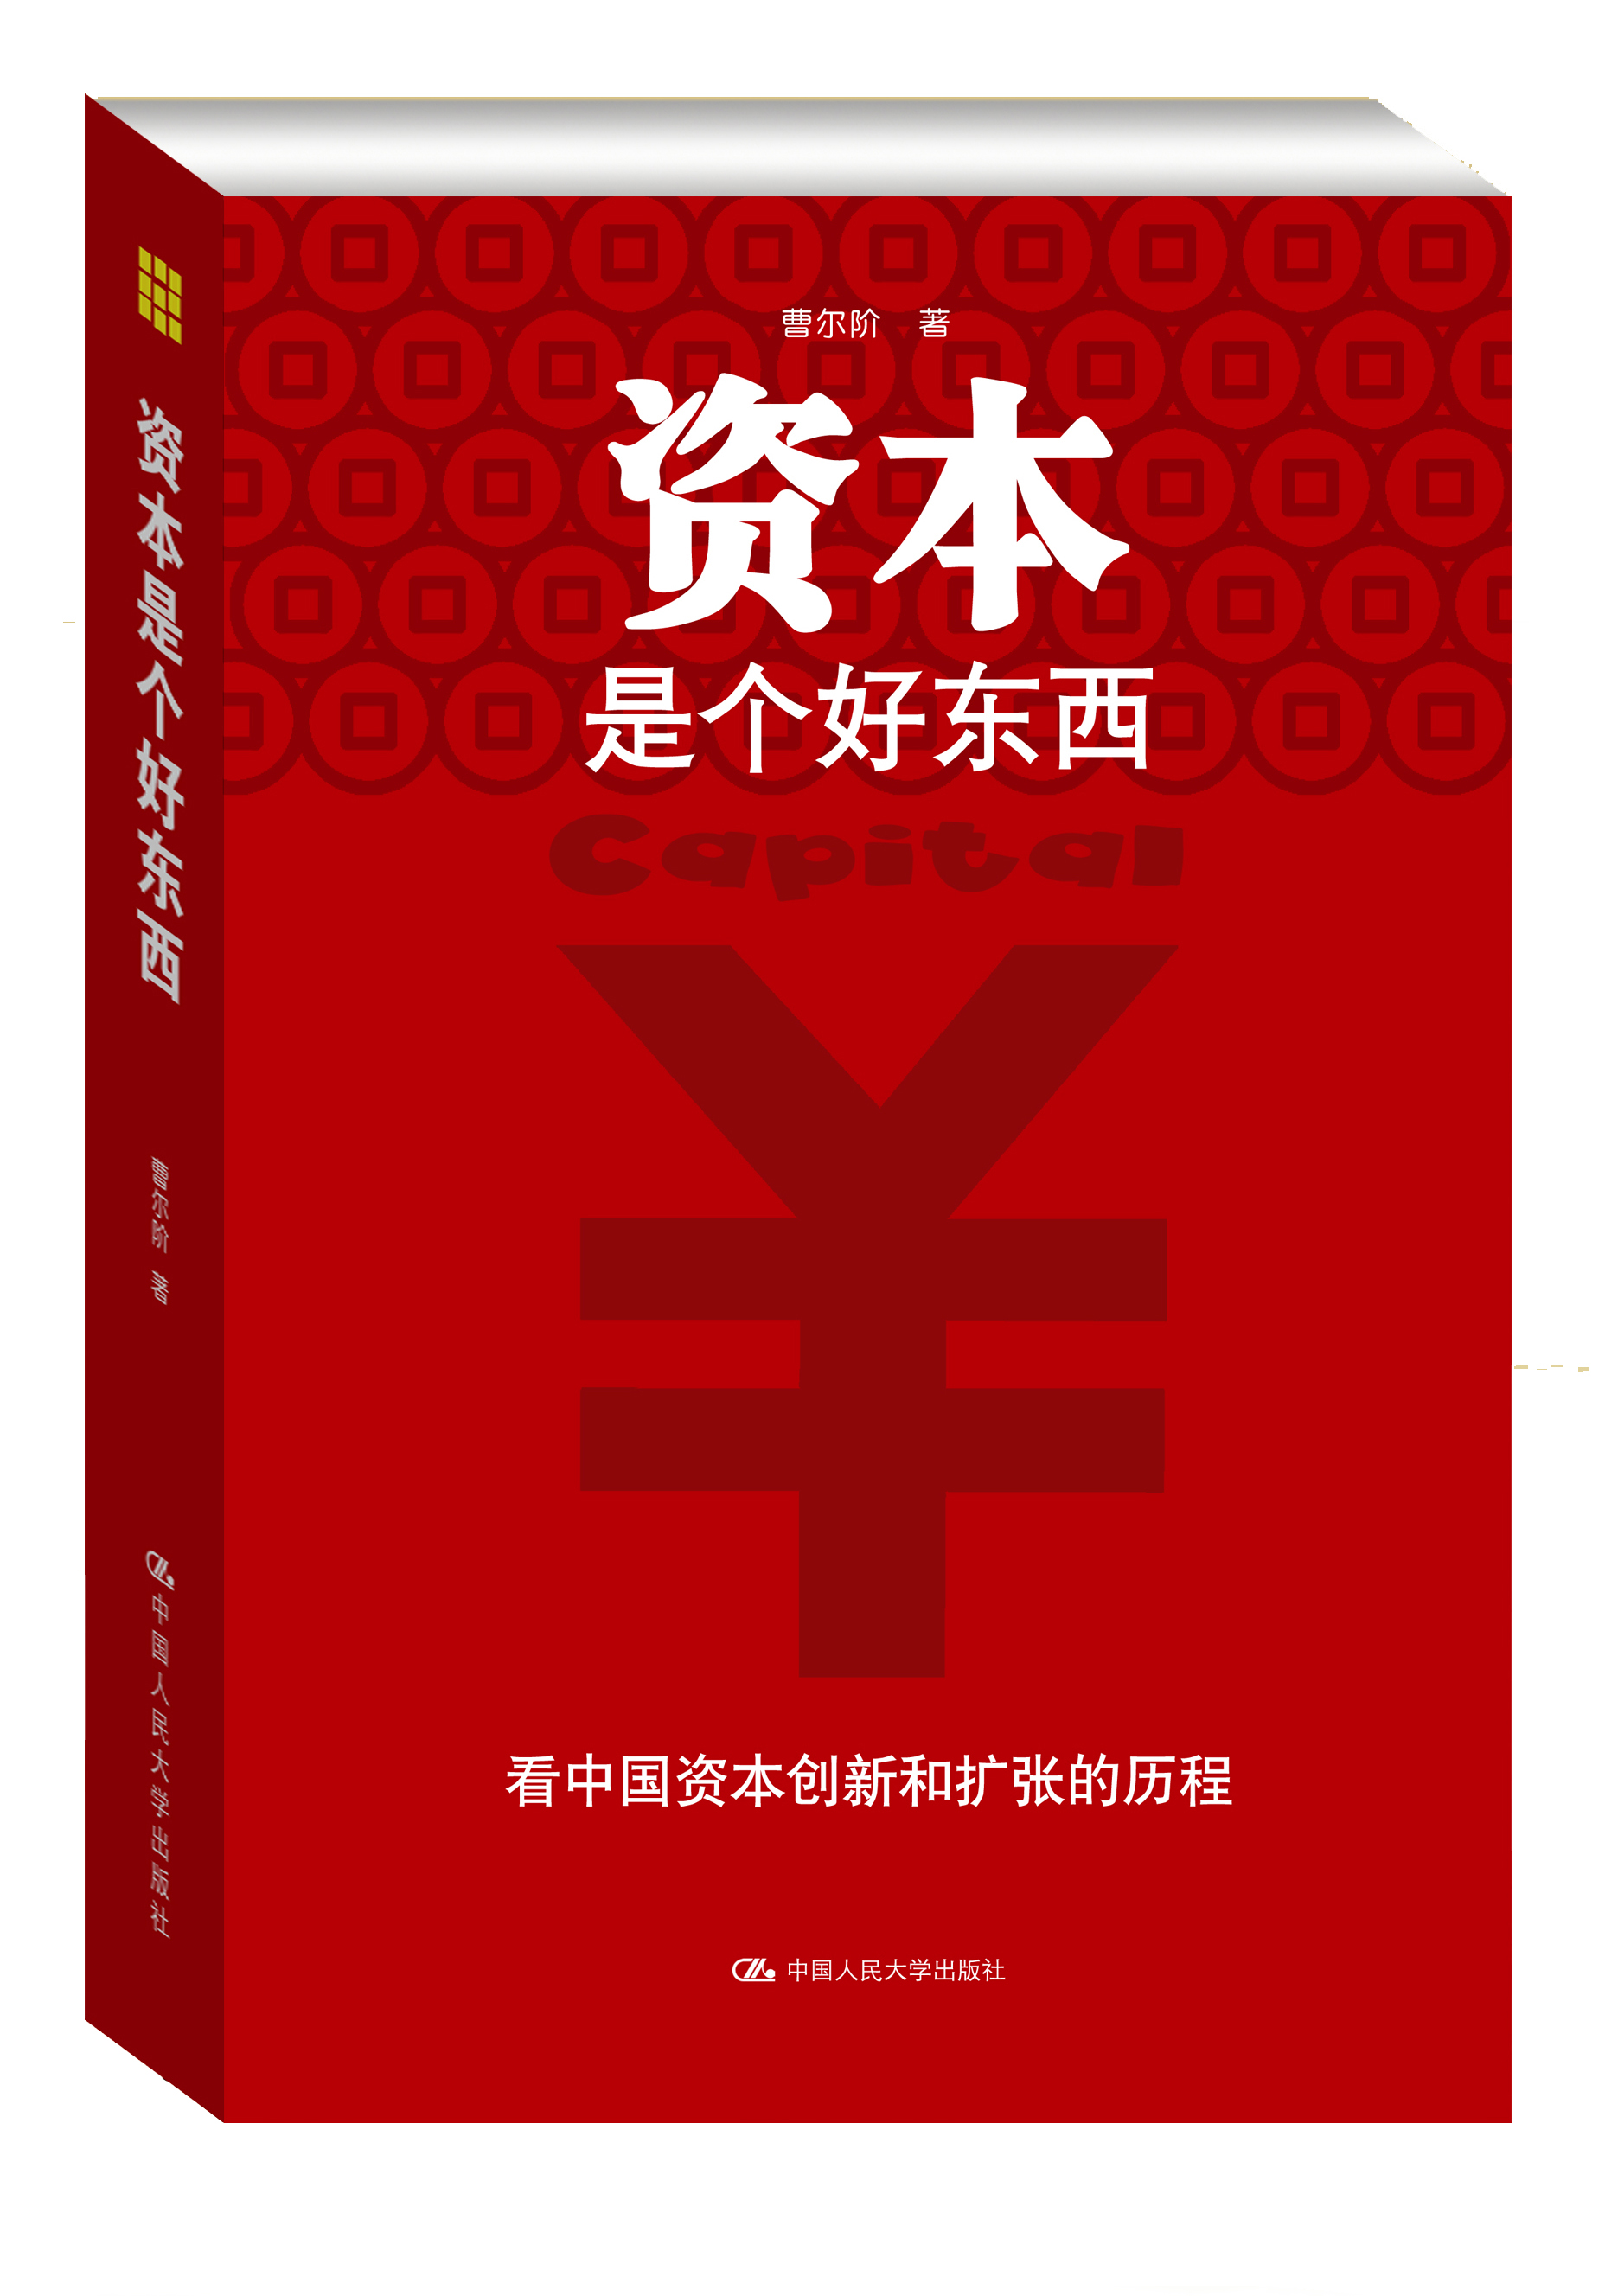 曹尔阶 著
资本
是个好东西
Capital
¥
看中国资本创新和扩张的历程
中国人民大学出版社
资本是个好东西
曹尔阶 著
中国人民大学出版社